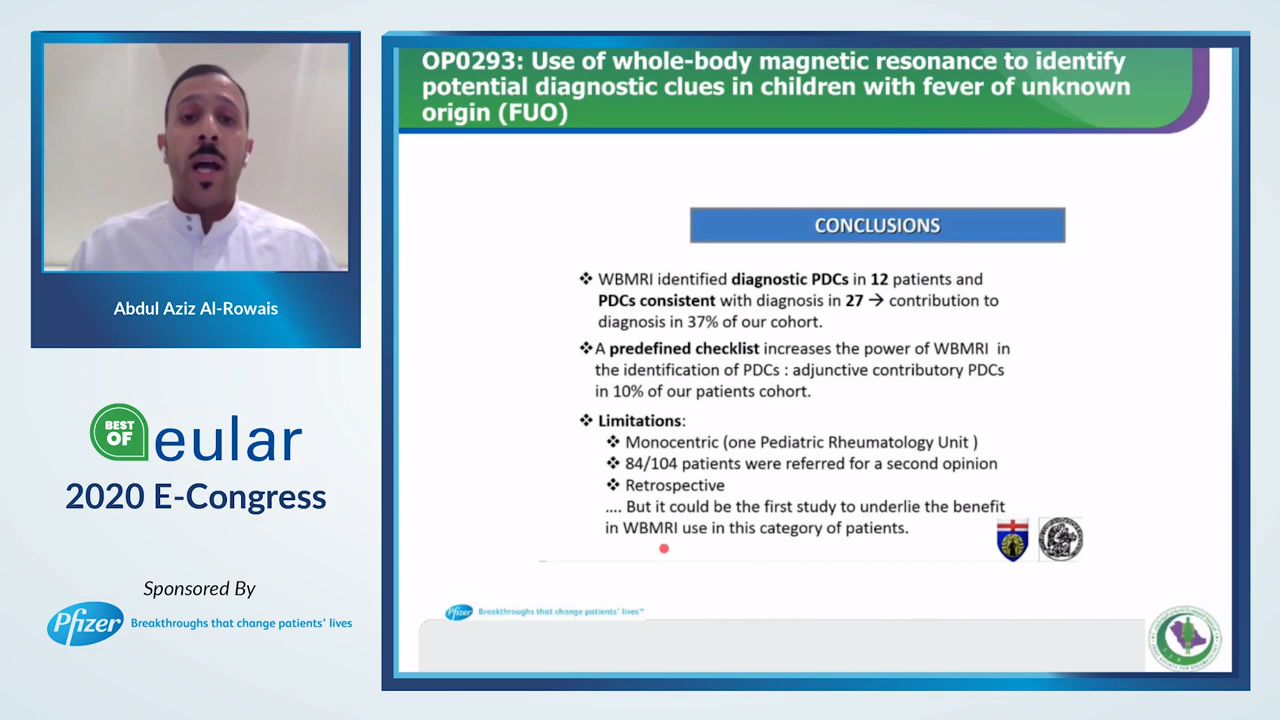 Abdul Aziz Al-Rowais
BEST
OF
eular
2020 E-Congress
Sponsored By
Pfizer
Breakthroughs that change patients' lives
OP0293: Use of whole-body magnetic resonance to identify
potential diagnostic clues in children with fever of unknown
origin (FUO)
CONCLUSIONS
❖ WBMRI identified diagnostic PDCs in 12 patients and
PDCs consistent with diagnosis in 27 → contribution to
diagnosis in 37% of our cohort.
❖A predefined checklist increases the power of WBMRI in
the identification of PDCs : adjunctive contributory PDCs
in 10% of our patients cohort.
❖ Limitations:
❖ Monocentric (one Pediatric Rheumatology Unit )
❖ 84/104 patients were referred for a second opinion
❖ Retrospective
.... But it could be the first study to underlie the benefit
in WBMRI use in this category of patients.
Pfizer
Breakthroughs that change patients' lives™